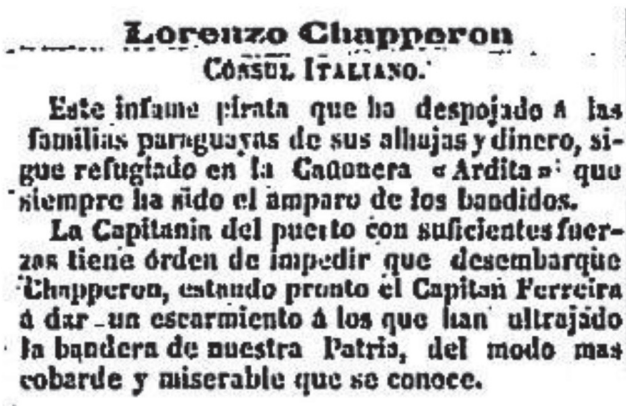 Lorenzo Chapperon
CÓNSUL ITALIANO.
Este infame pirata que ha despojado á las
familias paraguayas de sus alhajas y dinero, si-
gue refugiado en la Cañonera «Ardita» que
siempre ha sido el amparo de los bandidos.
La Capitania del puerto con suficientes fuer-
zas tiene órden de impedir que desembarque
Chapperon, estando pronto el Capitan Ferreira
á dar un escarmiento á los que han ultrajado
la bandera de nuestra Patria, del modo mas
cobarde y miserable que se conoce.